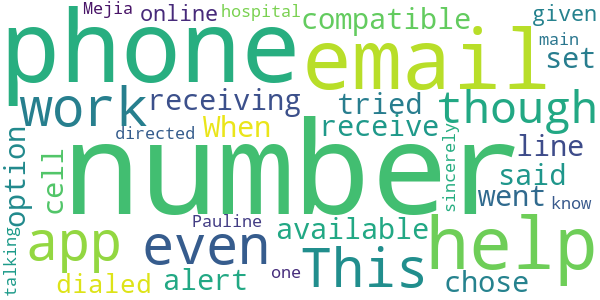 Mejia online hospital compatible given
phone email main
set
work receiving tried though
directed When receive line
option cell number sincerely said
went know
app even Pauline available This help
talking dialed alert one chose